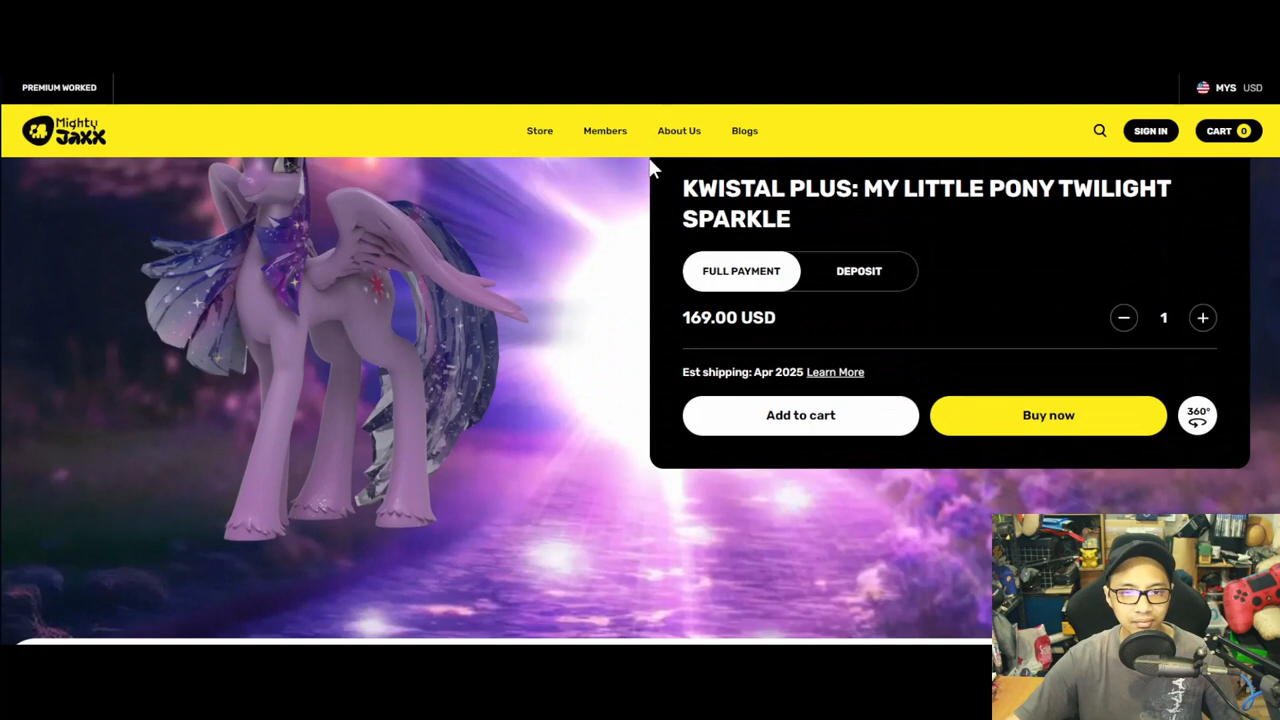 PREMIUM WORKED
MYS USD
Mighty
JAXX
Store Members About Us Blogs
SIGN IN
CART 0
KWISTAL PLUS: MY LITTLE PONY TWILIGHT
SPARKLE
FULL PAYMENT DEPOSIT
169.00 USD
1
Est shipping: Apr 2025 Learn More
Add to cart
Buy now
360°